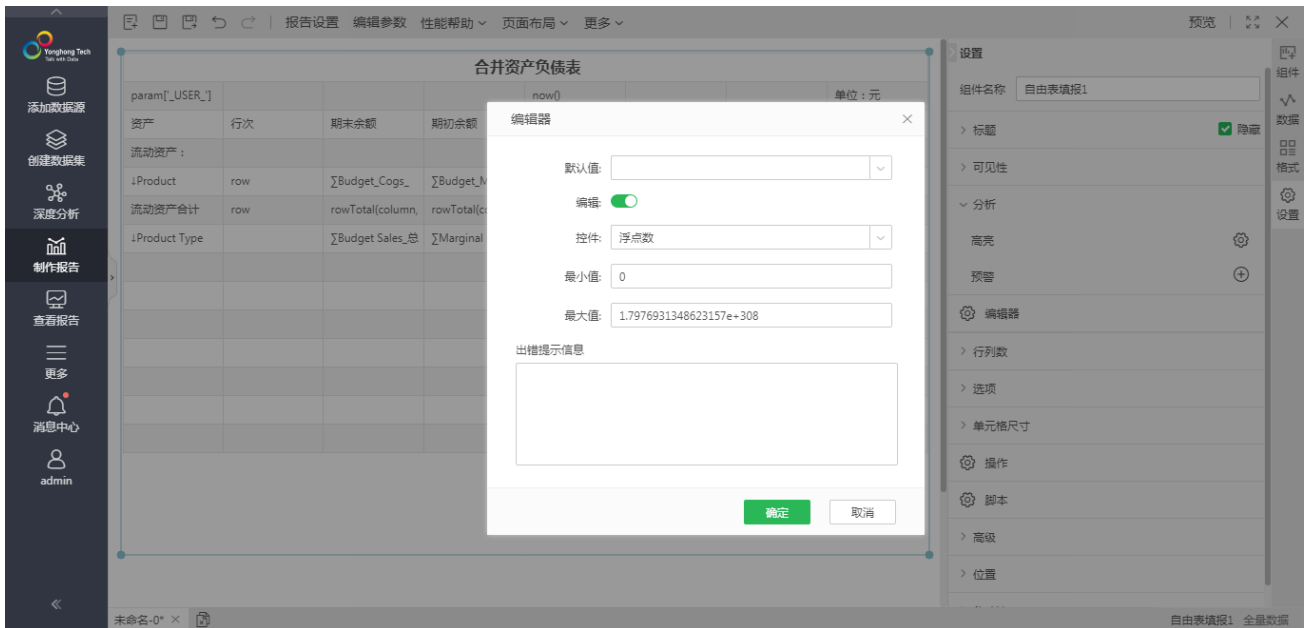 报告设置 编辑参数 性能帮助 页面布局 更多 预览
Yonghong Tech
Talk with Data
添加数据源
创建数据集
深度分析
制作报告
查看报告
更多
消息中心
admin
合并资产负债表
param['_USER_'] now() 单位：元
资产 行次 期末余额 期初余额
流动资产：
↓Product row ∑Budget_Cogs_ ∑Budget_M
流动资产合计 row rowTotal(column, rowTotal(co
↓Product Type ∑Budget Sales_总 ∑Marginal
编辑器
默认值:
编辑:
控件: 浮点数
最小值: 0
最大值: 1.7976931348623157e+308
出错提示信息
确定 取消
设置
组件名称 自由表填报1
标题 隐藏
可见性
分析
高亮
预警
编辑器
行列数
选项
单元格尺寸
操作
脚本
高级
位置
组件
数据
格式
设置
未命名-0*
自由表填报1 全量数据